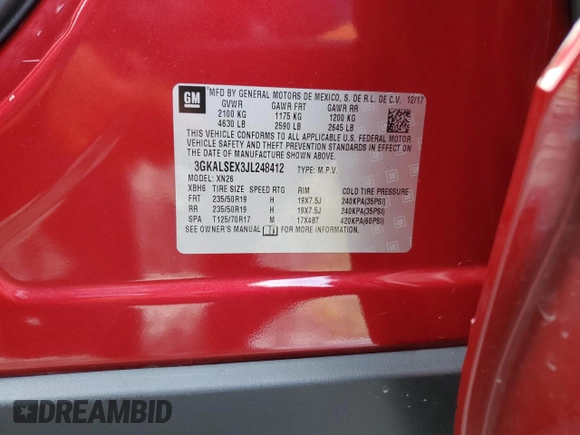 GM
MFD BY GENERAL MOTORS DE MEXICO, S. DE R.L. DE C.V. 12/17
GVWR GAWR FRT GAWR RR
2100 KG 1175 KG 1200 KG
4630 LB 2590 LB 2645 LB
THIS VEHICLE CONFORMS TO ALL APPLICABLE U.S. FEDERAL MOTOR
VEHICLE SAFETY AND THEFT PREVENTION STANDARDS IN EFFECT ON
THE DATE OF MANUFACTURE SHOWN ABOVE.
3GKALSEX3JL248412 TYPE: M.P.V.
MODEL: XN26
XBH6 TIRE SIZE SPEED RTG RIM COLD TIRE PRESSURE
FRT 235/50R19 H 19X7.5J 240KPA(35PSI)
RR 235/50R19 H 19X7.5J 240KPA(35PSI)
SPA T125/70R17 M 17X4BT 420KPA(60PSI)
SEE OWNER'S MANUAL FOR MORE INFORMATION.
DREAMBID